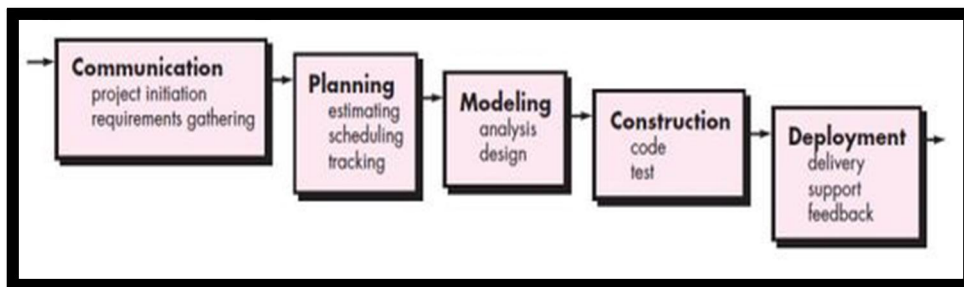 Communication
project initiation
requirements gathering
Planning
estimating
scheduling
tracking
Modeling
analysis
design
Construction
code
test
Deployment
delivery
support
feedback